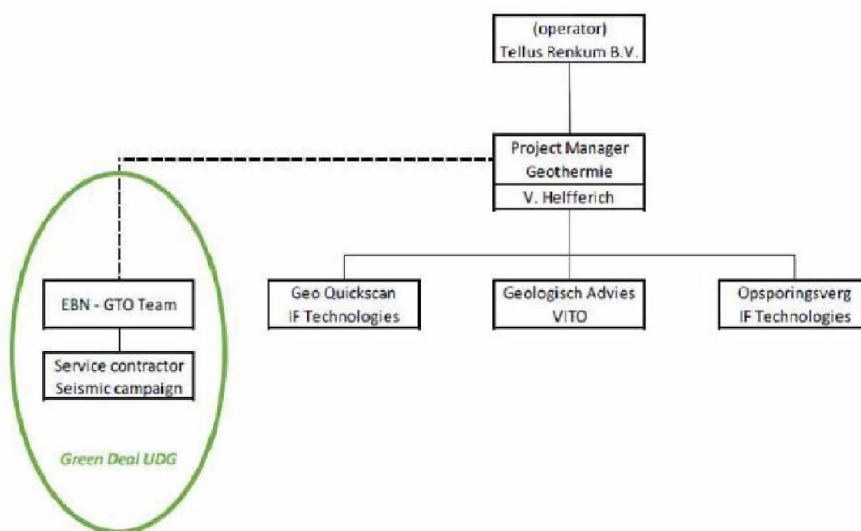 (operator)
Tellus Renkum B.V.
Project Manager
Geothermie
V. Helfferich
EBN - GTO Team
Service contractor
Seismic campaign
Green Deal UDG
Geo Quickscan
IF Technologies
Geologisch Advies
VITO
Opsporingsverg
IF Technologies